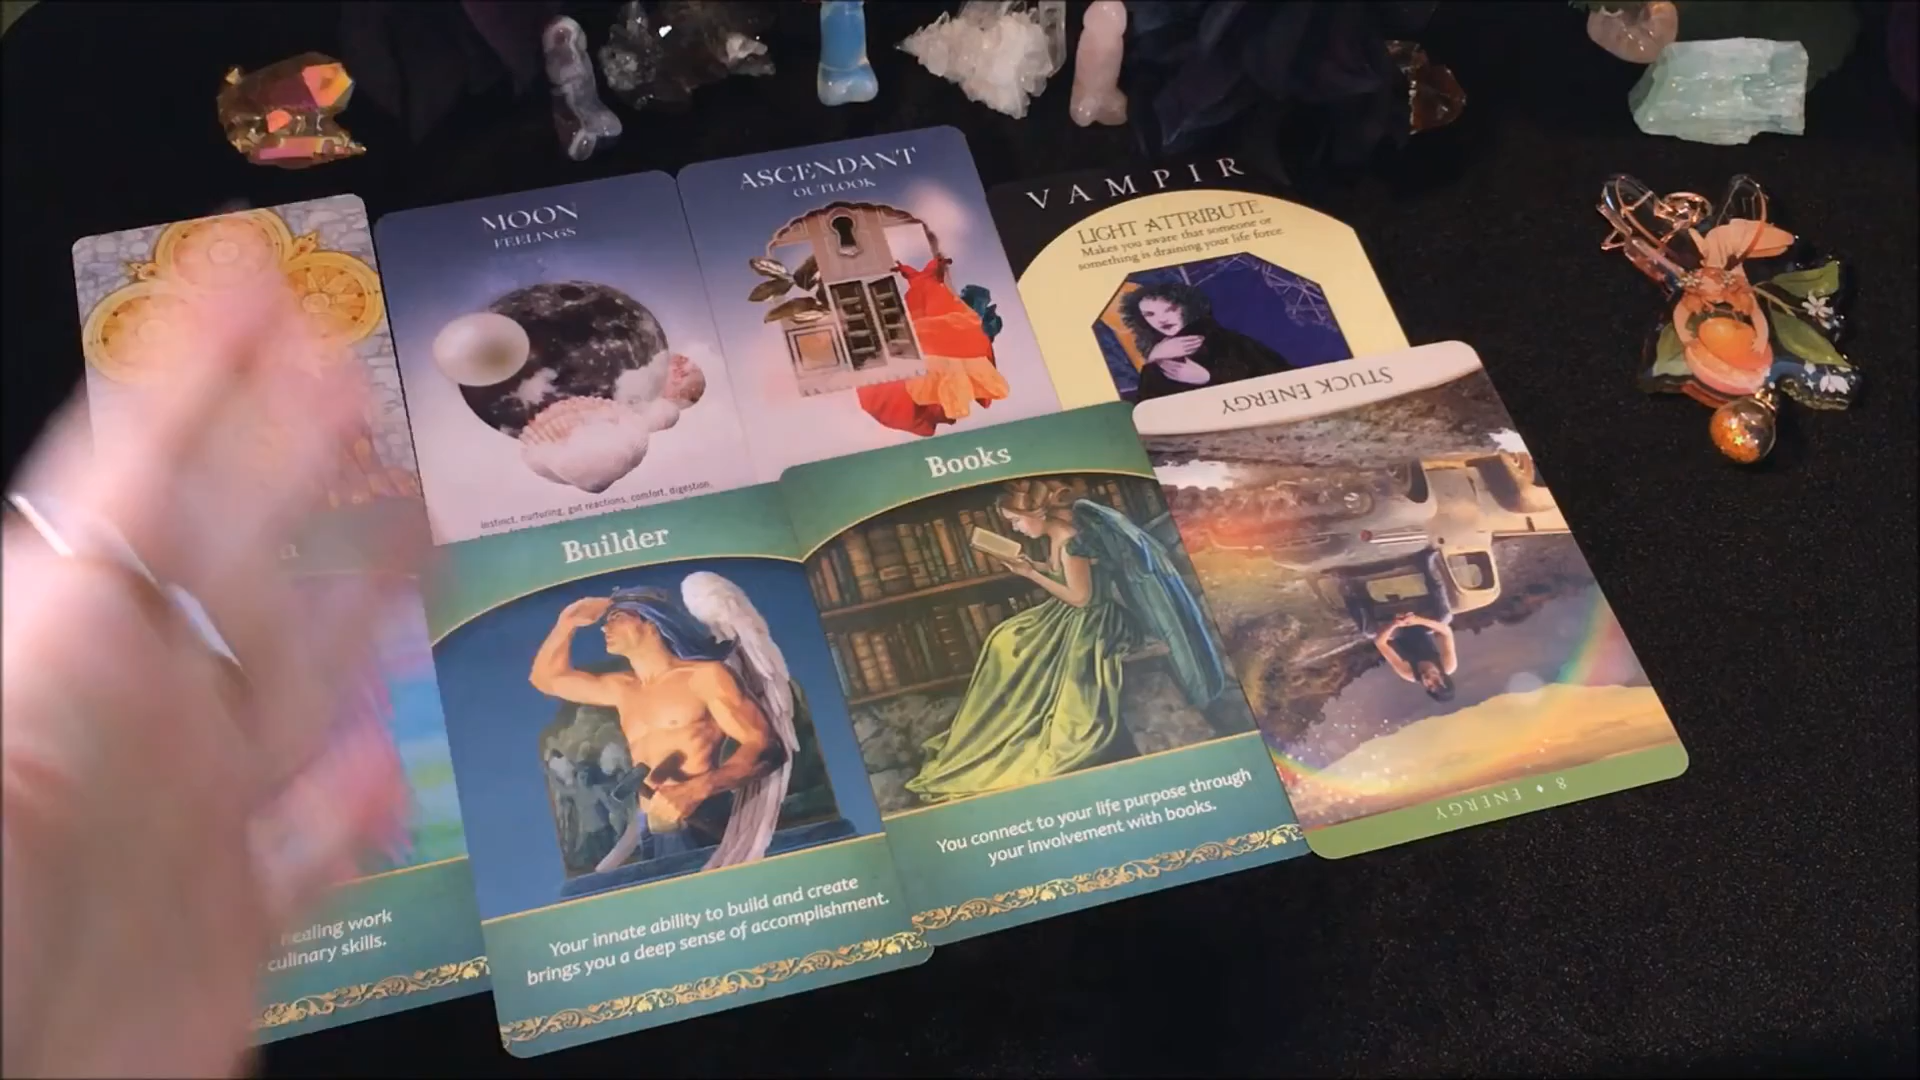 MOON
FEELINGS
instinct, nurturing, gut reactions, comfort, digestion,
ASCENDANT
OUTLOOK
VAMPIR
LIGHT ATTRIBUTE
Makes you aware that someone or
something is draining your life force
STUCK ENERGY
8 ♦ ENERGY
healing work
culinary skills.
Builder
Your innate ability to build and create
brings you a deep sense of accomplishment.
Books
You connect to your life purpose through
your involvement with books.